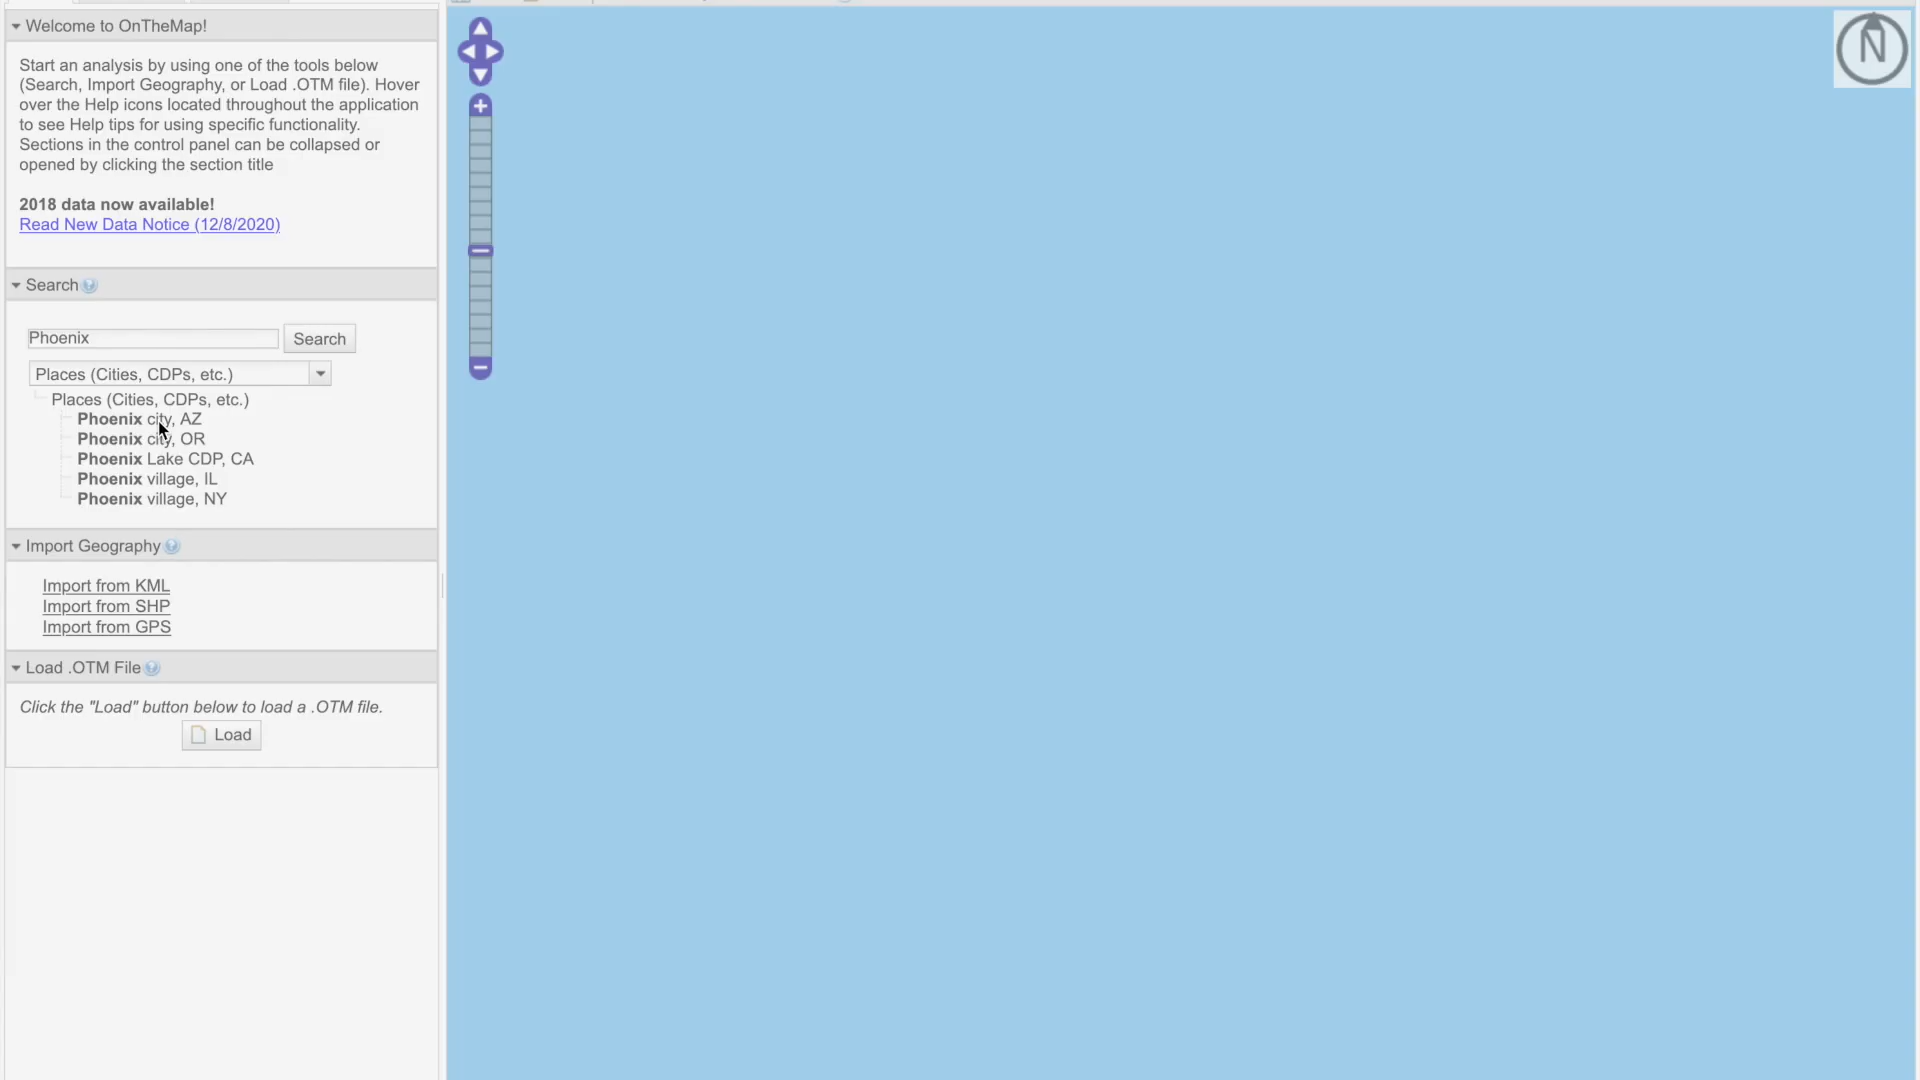 Welcome to OnTheMap!
Start an analysis by using one of the tools below
(Search, Import Geography, or Load .OTM file). Hover
over the Help icons located throughout the application
to see Help tips for using specific functionality.
Sections in the control panel can be collapsed or
opened by clicking the section title
2018 data now available!
Read New Data Notice (12/8/2020)
Search
Phoenix
Search
Places (Cities, CDPs, etc.)
Places (Cities, CDPs, etc.)
Phoenix city, AZ
Phoenix city, OR
Phoenix Lake CDP, CA
Phoenix village, IL
Phoenix village, NY
Import Geography
Import from KML
Import from SHP
Import from GPS
Load .OTM File
Click the "Load" button below to load a .OTM file.
Load
N